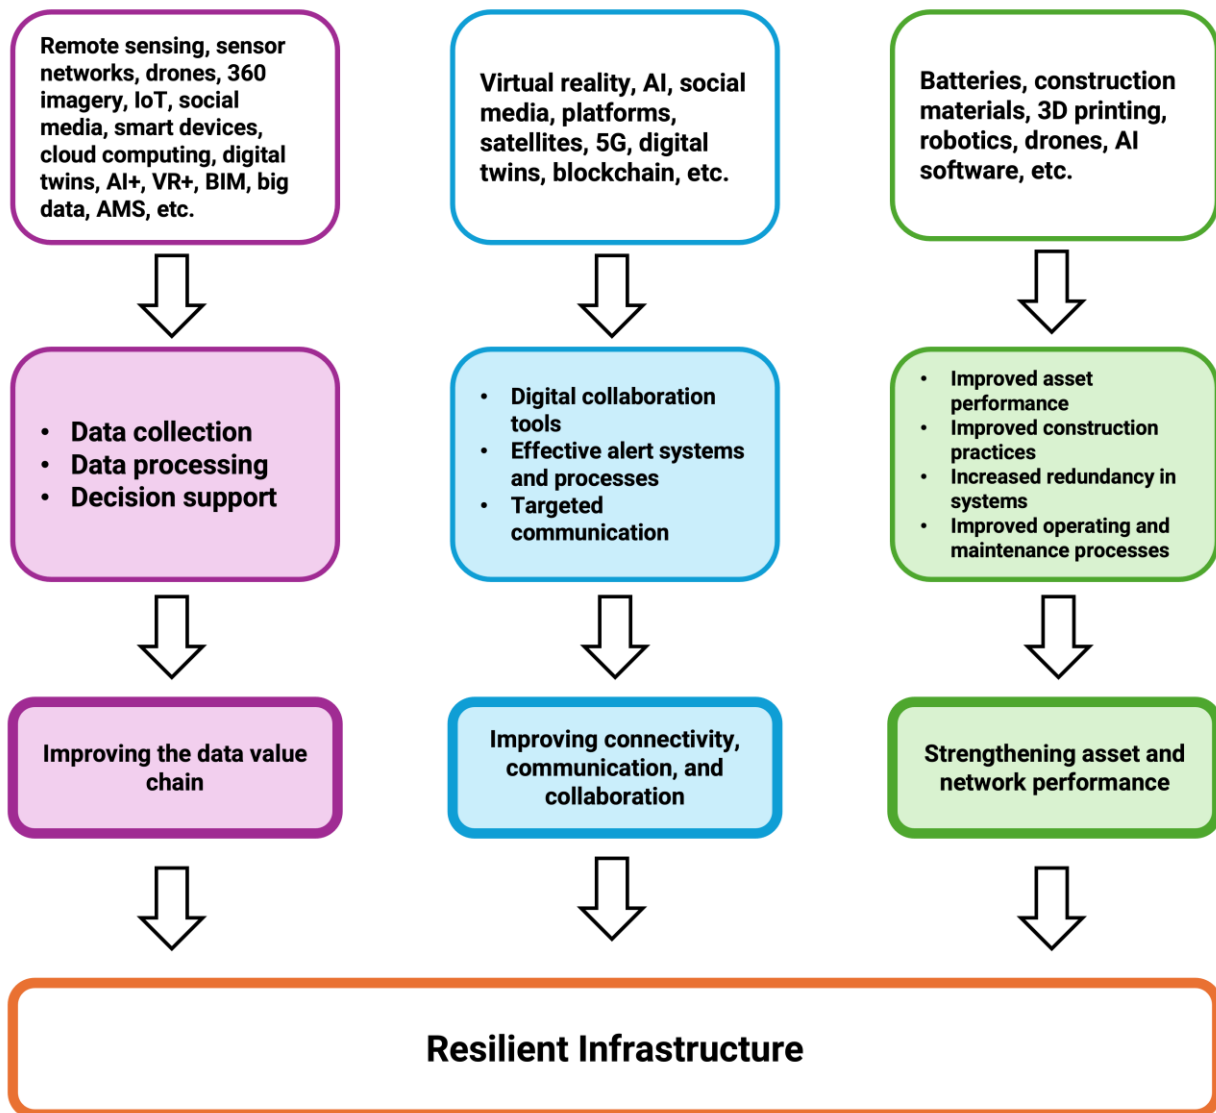 Remote sensing, sensor
networks, drones, 360
imagery, IoT, social
media, smart devices,
cloud computing, digital
twins, AI+, VR+, BIM, big
data, AMS, etc.
Virtual reality, AI, social
media, platforms,
satellites, 5G, digital
twins, blockchain, etc.
Batteries, construction
materials, 3D printing,
robotics, drones, AI
software, etc.
• Data collection
• Data processing
• Decision support
• Digital collaboration
tools
• Effective alert systems
and processes
• Targeted
communication
• Improved asset
performance
• Improved construction
practices
• Increased redundancy in
systems
• Improved operating and
maintenance processes
Improving the data value
chain
Improving connectivity,
communication, and
collaboration
Strengthening asset and
network performance
Resilient Infrastructure